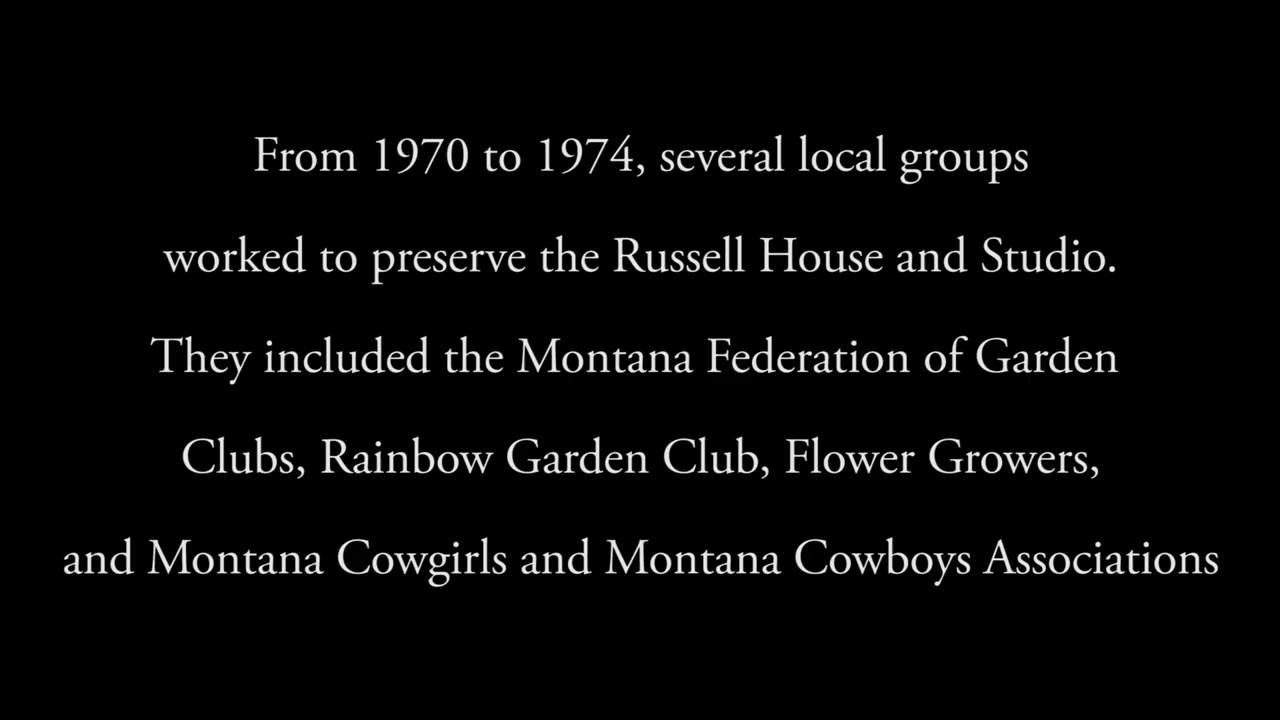 From 1970 to 1974, several local groups
worked to preserve the Russell House and Studio.
They included the Montana Federation of Garden
Clubs, Rainbow Garden Club, Flower Growers,
and Montana Cowgirls and Montana Cowboys Associations